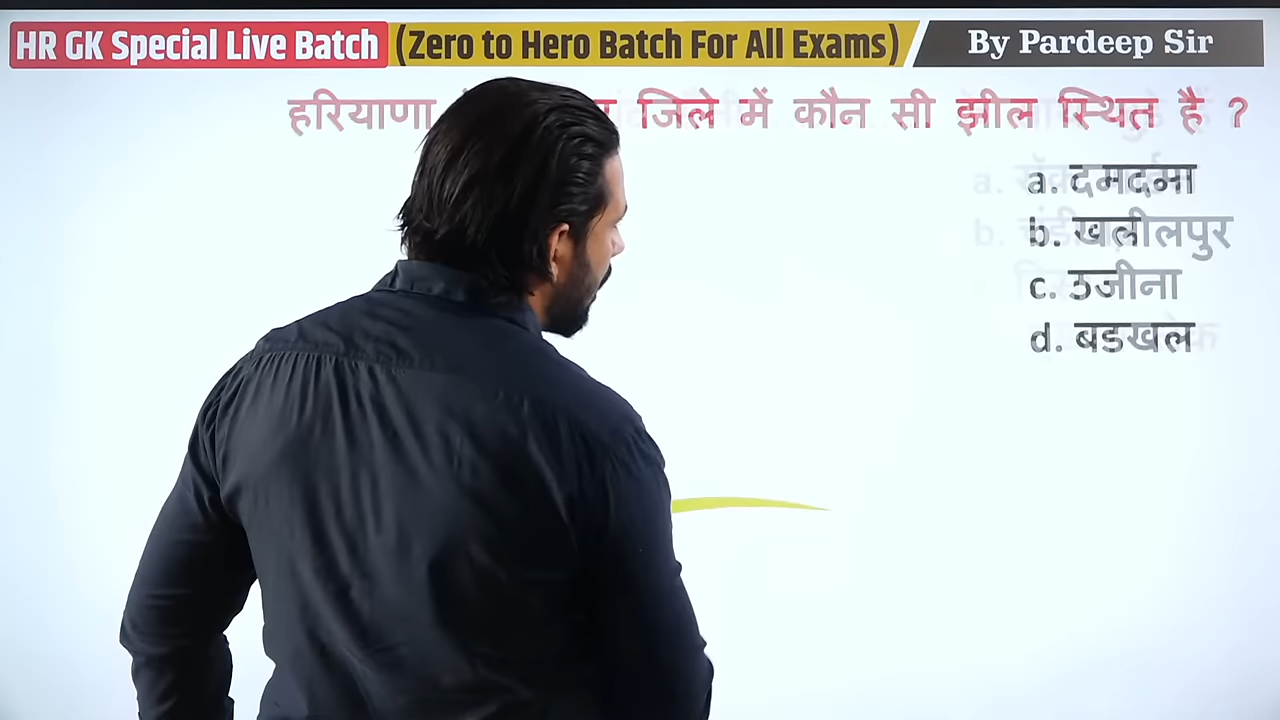 HR GK Special Live Batch (Zero to Hero Batch For All Exams) By Pardeep Sir
हरियाणा जिले में कौन सी झील स्थित है ?
a. दमदमा
b. खलीलपुर
c. उजीना
d. बडखल